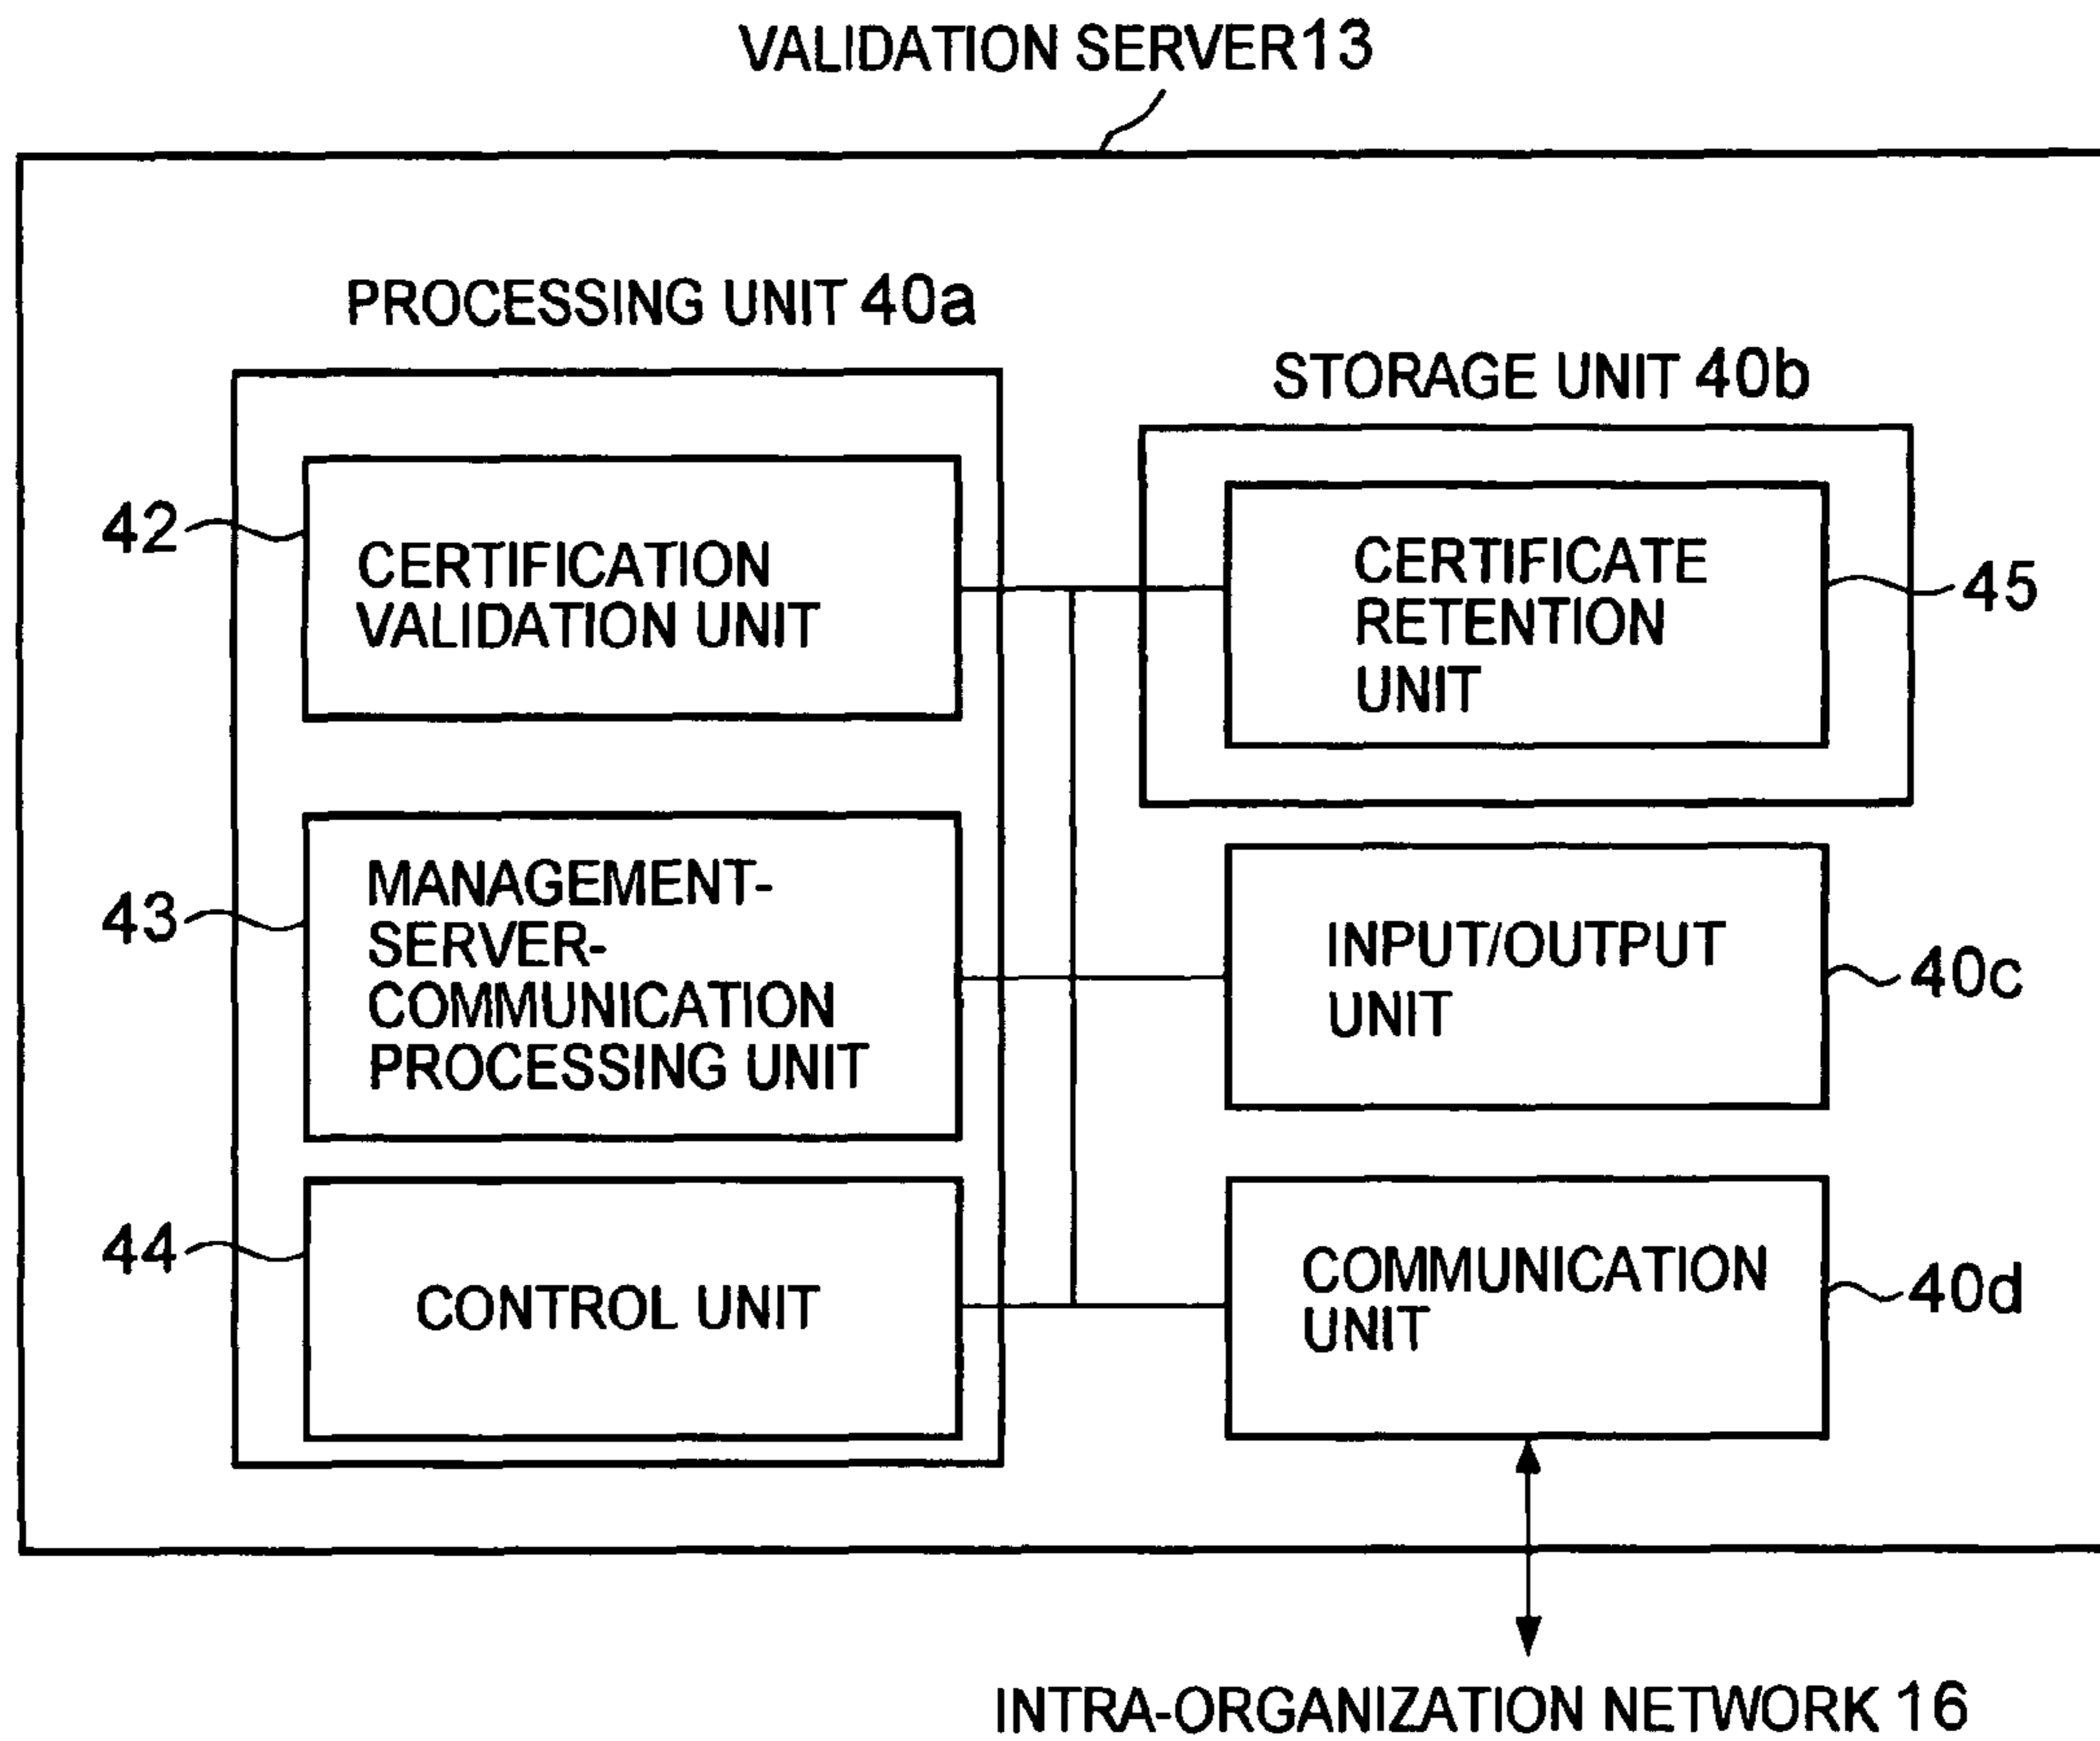 VALIDATION SERVER13
PROCESSING UNIT 40a
STORAGE UNIT 40b
42
CERTIFICATION
VALIDATION UNIT
CERTIFICATE
RETENTION
UNIT
45
43
MANAGEMENT-
SERVER-
COMMUNICATION
PROCESSING UNIT
INPUT/OUTPUT
UNIT
40c
44
CONTROL UNIT
COMMUNICATION
UNIT
40d
INTRA-ORGANIZATION NETWORK 16